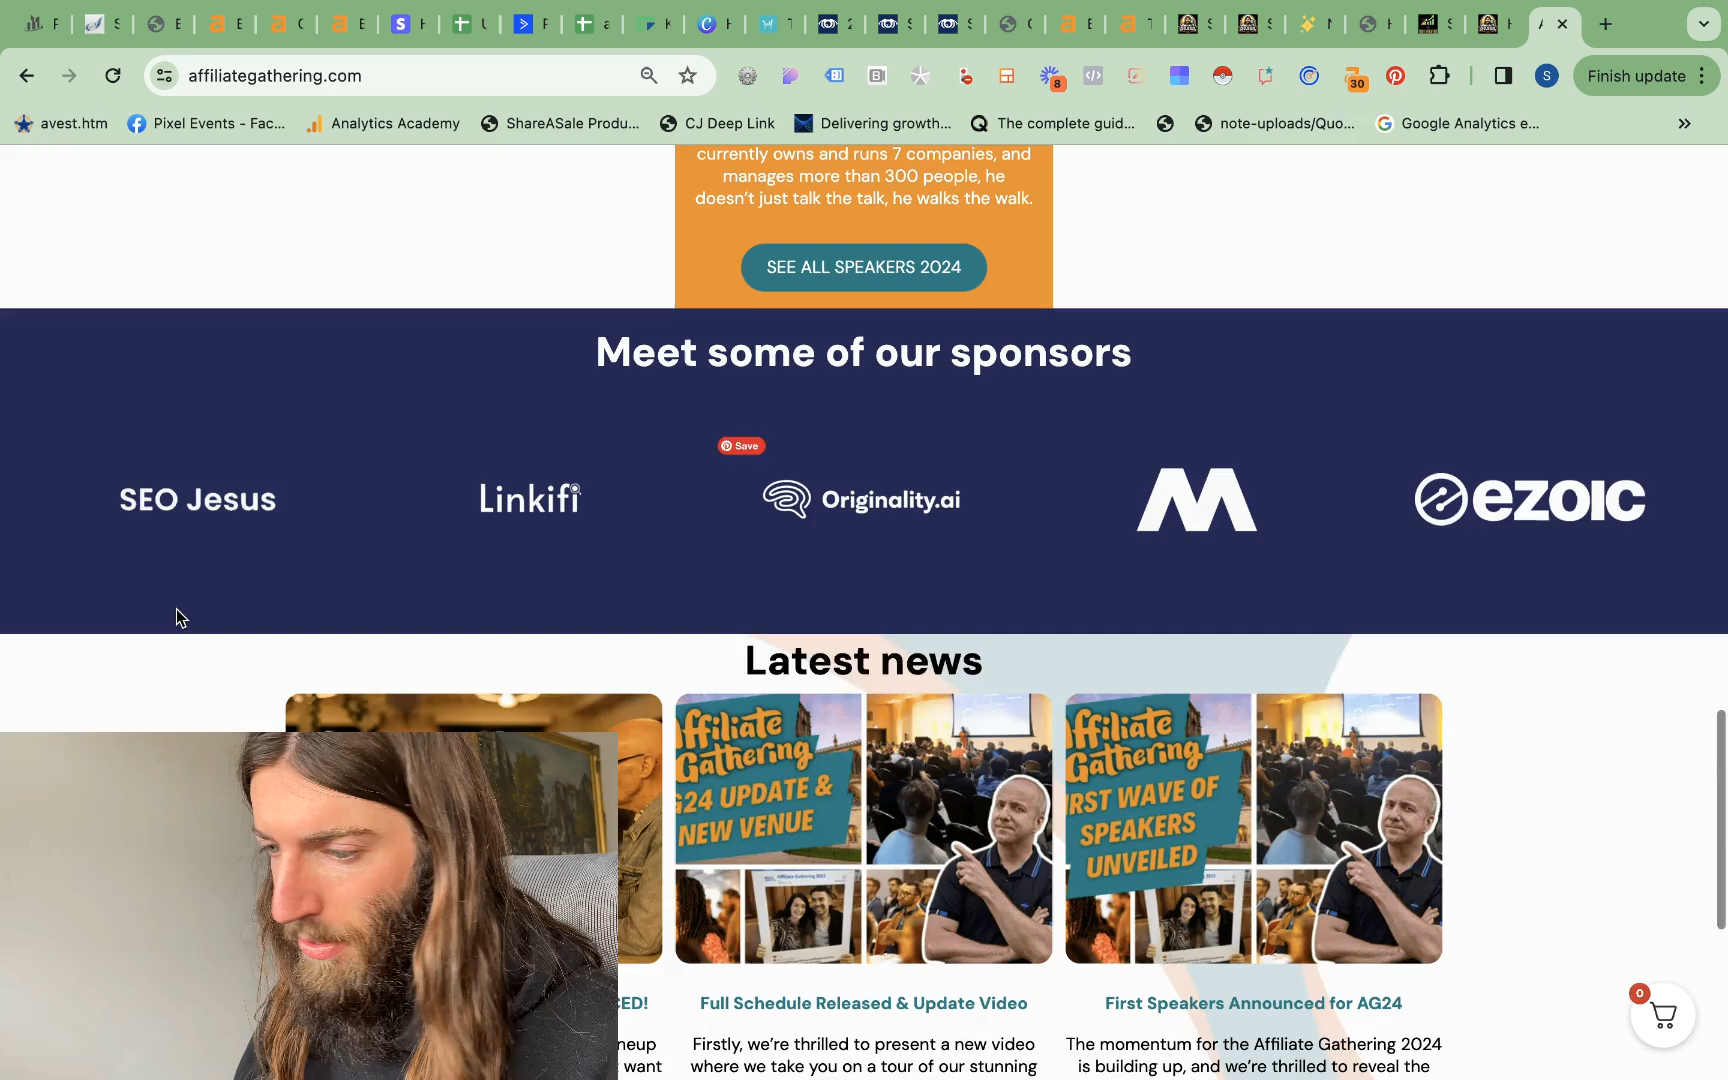 affiliategathering.com
8
30
S
Finish update
avest.htm
Pixel Events - Fac...
Analytics Academy
ShareASale Produ...
CJ Deep Link
Delivering growth...
The complete guid...
note-uploads/Quo...
Google Analytics e...
currently owns and runs 7 companies, and
manages more than 300 people, he
doesn't just talk the talk, he walks the walk.
SEE ALL SPEAKERS 2024
Meet some of our sponsors
Save
SEO Jesus
Linkifi
Originality.ai
M
ezoic
Latest news
ffiliate
Gathering
G24 UPDATE &
NEW VENUE
ffiliate
Gathering
IRST WAVE OF
SPEAKERS
UNVEILED
CED!
neup
want
Full Schedule Released & Update Video
Firstly, we're thrilled to present a new video
where we take you on a tour of our stunning
First Speakers Announced for AG24
The momentum for the Affiliate Gathering 2024
is building up, and we're thrilled to reveal the
0